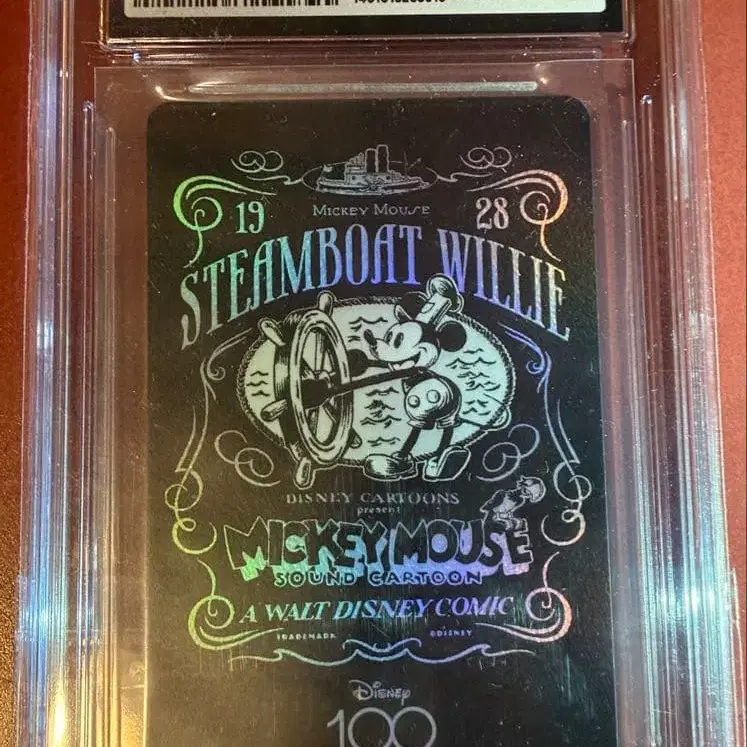 19
28
MICKEY MOUSE
STEAMBOAT WILLIE
DISNEY CARTOONS
present
MICKEY MOUSE
SOUND CARTOON
A WALT DISNEY COMIC
TRADEMARK
©DISNEY
Disney
100